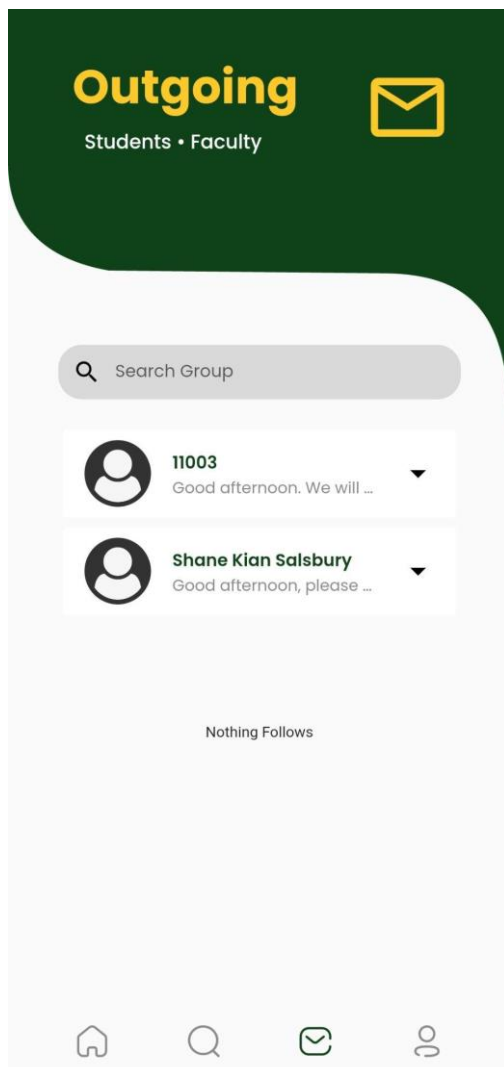 Outgoing
Students • Faculty
Search Group
11003
Good afternoon. We will ...
Shane Kian Salsbury
Good afternoon, please ...
Nothing Follows